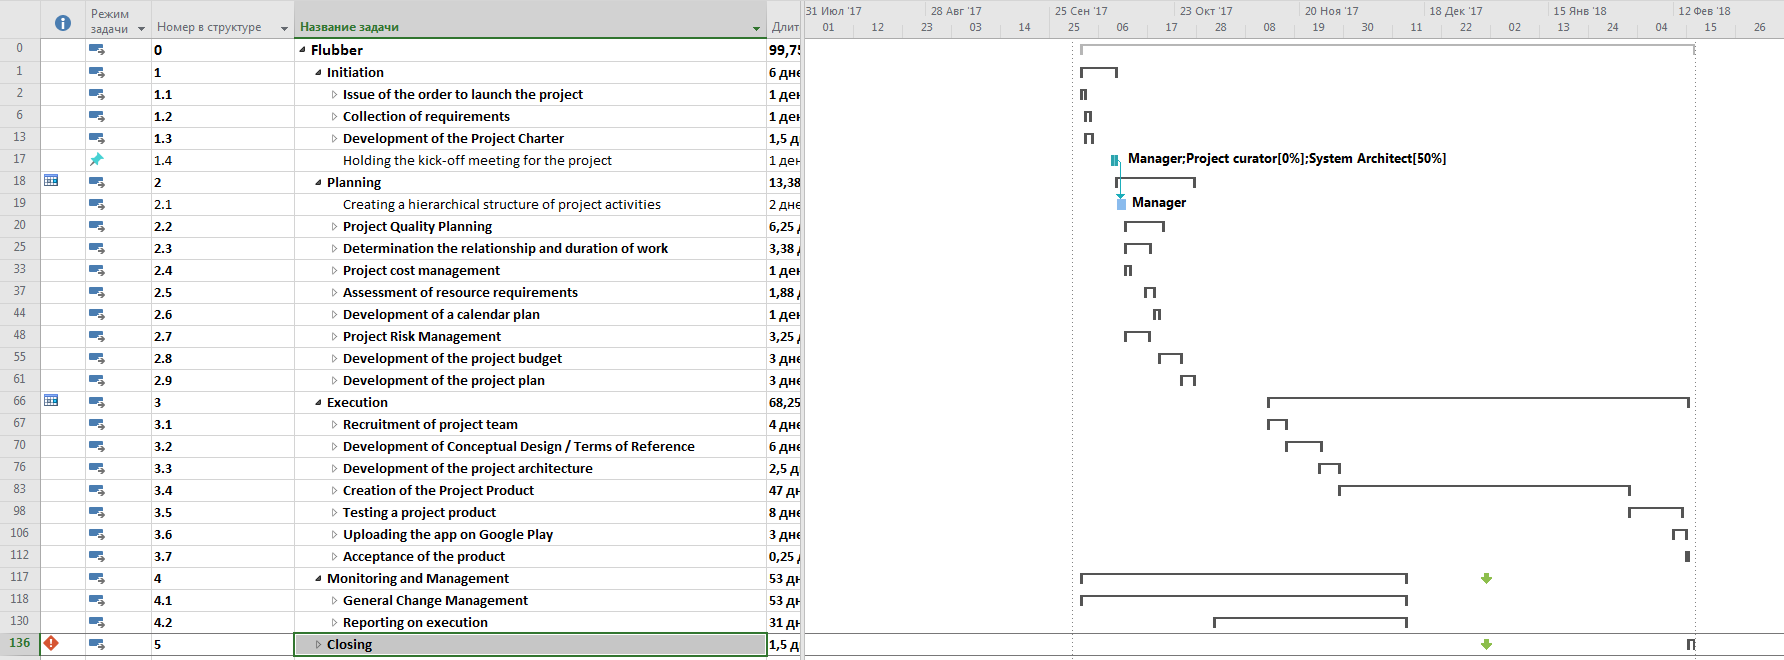 Режим задачи Номер в структуре Название задачи Длит
31 Июл '17 28 Авг '17 25 Сен '17 23 Окт '17 20 Ноя '17 18 Дек '17 15 Янв '18 12 Фев '18
01 12 23 03 14 25 06 17 28 08 19 30 11 22 02 13 24 04 15 26
0 0 Flubber 99,75
1 1 Initiation 6 дне
2 1.1 Issue of the order to launch the project 1 ден
6 1.2 Collection of requirements 1 ден
13 1.3 Development of the Project Charter 1,5 д
17 1.4 Holding the kick-off meeting for the project 1 ден Manager;Project curator[0%];System Architect[50%]
18 2 Planning 13,38
19 2.1 Creating a hierarchical structure of project activities 2 дне Manager
20 2.2 Project Quality Planning 6,25 д
25 2.3 Determination the relationship and duration of work 3,38 д
33 2.4 Project cost management 1 ден
37 2.5 Assessment of resource requirements 1,88 д
44 2.6 Development of a calendar plan 1 ден
48 2.7 Project Risk Management 3,25 д
55 2.8 Development of the project budget 3 дне
61 2.9 Development of the project plan 3 дне
66 3 Execution 68,25
67 3.1 Recruitment of project team 4 дне
70 3.2 Development of Conceptual Design / Terms of Reference 6 дне
76 3.3 Development of the project architecture 2,5 д
83 3.4 Creation of the Project Product 47 дн
98 3.5 Testing a project product 8 дне
106 3.6 Uploading the app on Google Play 3 дне
112 3.7 Acceptance of the product 0,25 д
117 4 Monitoring and Management 53 дн
118 4.1 General Change Management 53 дн
130 4.2 Reporting on execution 31 дн
136 5 Closing 1,5 д